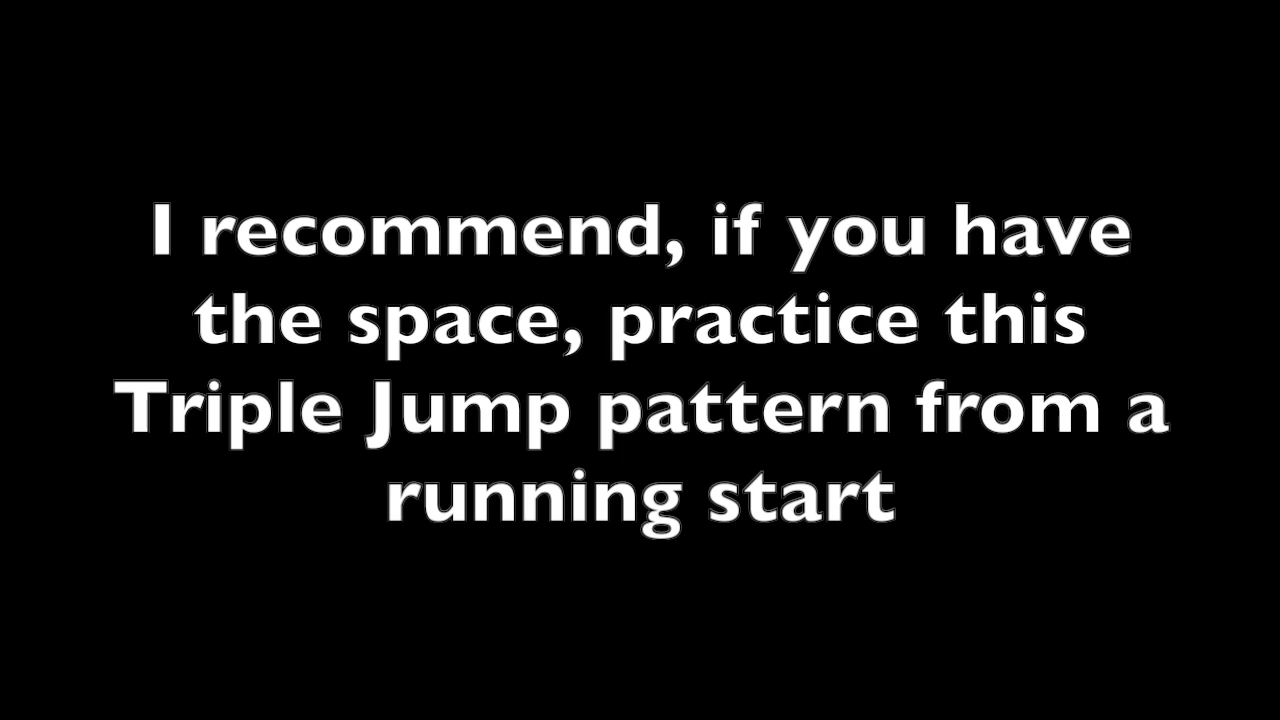 I recommend, if you have
the space, practice this
Triple Jump pattern from a
running start